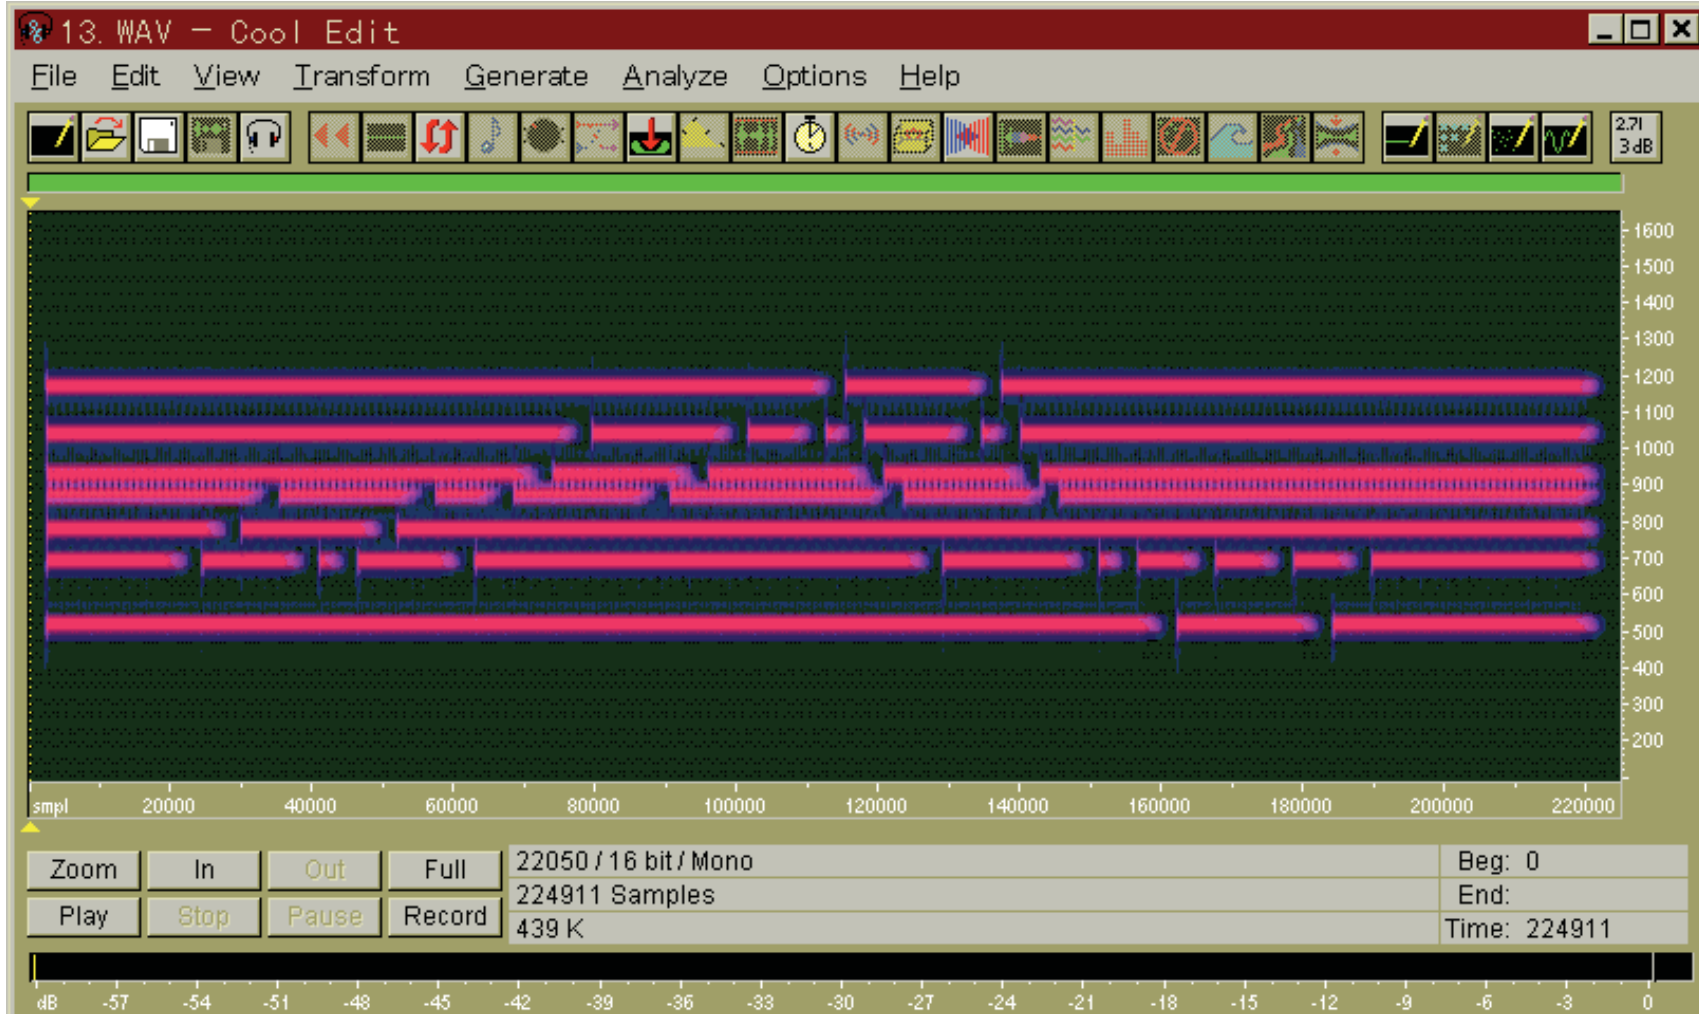 13. WAV - Cool Edit
File Edit View Transform Generate Analyze Options Help
2.71
3 dB
1600
1500
1400
1300
1200
1100
1000
900
800
700
600
500
400
300
200
smpl 20000 40000 60000 80000 100000 120000 140000 160000 180000 200000 220000
Zoom In Out Full 22050 / 16 bit / Mono Beg: 0
224911 Samples End:
Play Stop Pause Record 439 K Time: 224911
dB -57 -54 -51 -48 -45 -42 -39 -36 -33 -30 -27 -24 -21 -18 -15 -12 -9 -6 -3 0